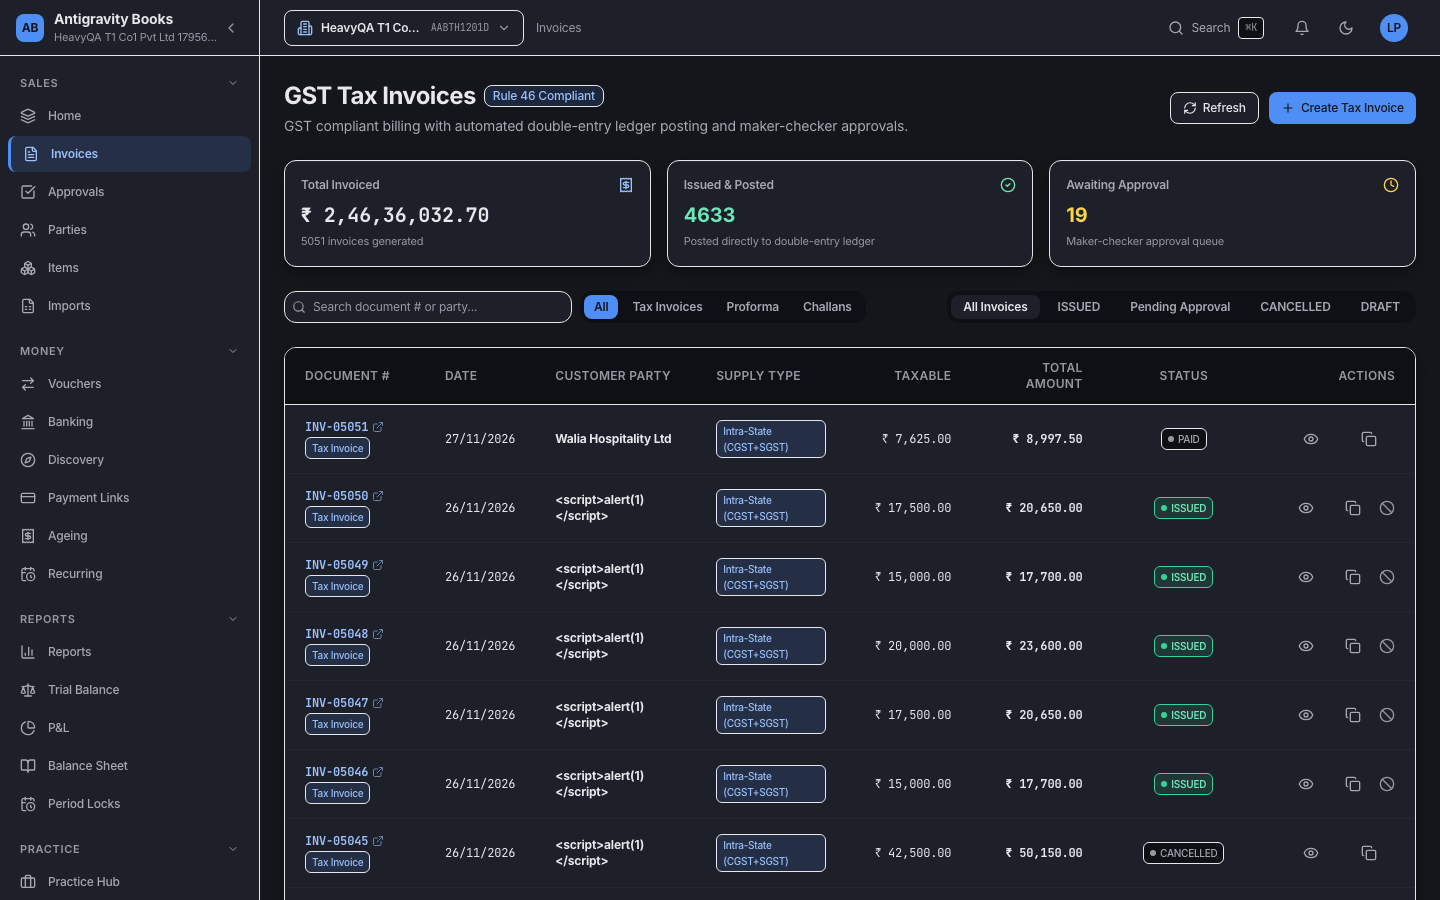 AB
Antigravity Books
HeavyQA T1 Co1 Pvt Ltd 17956...
SALES
Home
Invoices
Approvals
Parties
Items
Imports
MONEY
Vouchers
Banking
Discovery
Payment Links
Ageing
Recurring
REPORTS
Reports
Trial Balance
P&L
Balance Sheet
Period Locks
PRACTICE
Practice Hub
HeavyQA T1 Co... AABTH1201D
Invoices
Search ⌘K
LP
GST Tax Invoices Rule 46 Compliant
GST compliant billing with automated double-entry ledger posting and maker-checker approvals.
Refresh
Create Tax Invoice
Total Invoiced
₹ 2,46,36,032.70
5051 invoices generated
Issued & Posted
4633
Posted directly to double-entry ledger
Awaiting Approval
19
Maker-checker approval queue
Search document # or party...
All Tax Invoices Proforma Challans
All Invoices ISSUED Pending Approval CANCELLED DRAFT
DOCUMENT # DATE CUSTOMER PARTY SUPPLY TYPE TAXABLE TOTAL AMOUNT STATUS ACTIONS
INV-05051
Tax Invoice
27/11/2026
Walia Hospitality Ltd
Intra-State
(CGST+SGST)
₹ 7,625.00
₹ 8,997.50
PAID
INV-05050
Tax Invoice
26/11/2026
<script>alert(1)
</script>
Intra-State
(CGST+SGST)
₹ 17,500.00
₹ 20,650.00
ISSUED
INV-05049
Tax Invoice
26/11/2026
<script>alert(1)
</script>
Intra-State
(CGST+SGST)
₹ 15,000.00
₹ 17,700.00
ISSUED
INV-05048
Tax Invoice
26/11/2026
<script>alert(1)
</script>
Intra-State
(CGST+SGST)
₹ 20,000.00
₹ 23,600.00
ISSUED
INV-05047
Tax Invoice
26/11/2026
<script>alert(1)
</script>
Intra-State
(CGST+SGST)
₹ 17,500.00
₹ 20,650.00
ISSUED
INV-05046
Tax Invoice
26/11/2026
<script>alert(1)
</script>
Intra-State
(CGST+SGST)
₹ 15,000.00
₹ 17,700.00
ISSUED
INV-05045
Tax Invoice
26/11/2026
<script>alert(1)
</script>
Intra-State
(CGST+SGST)
₹ 42,500.00
₹ 50,150.00
CANCELLED